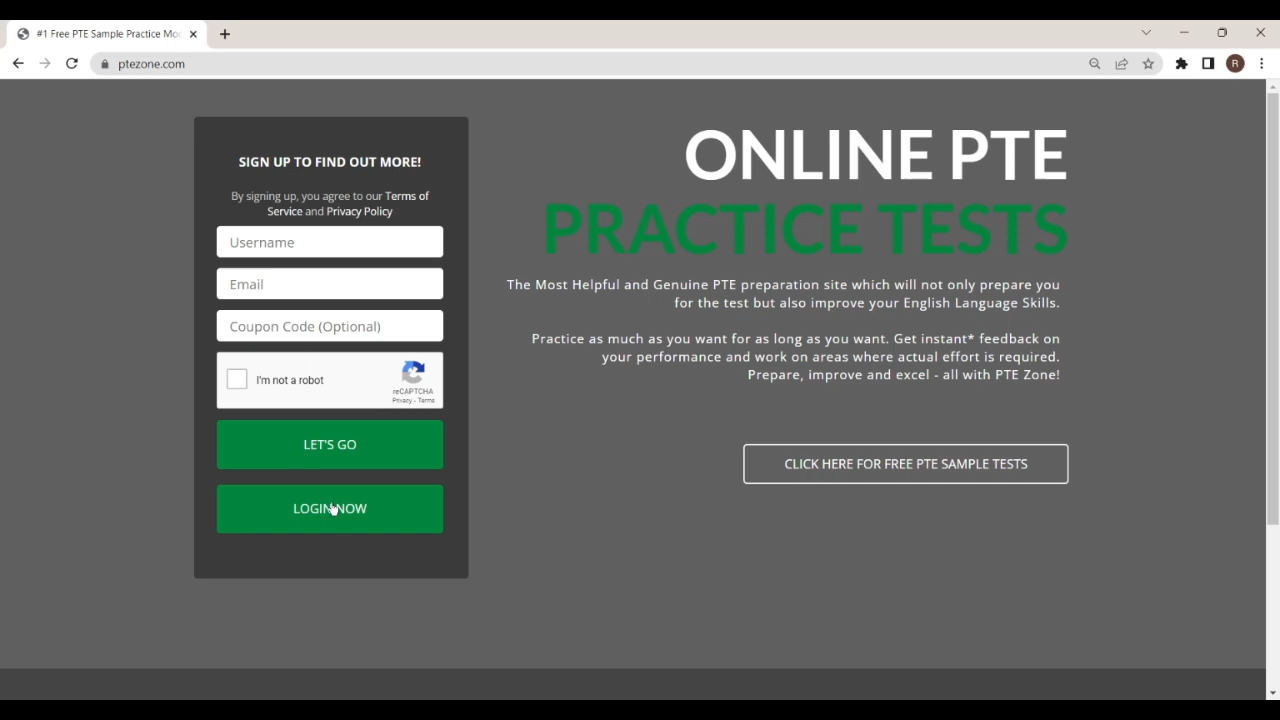 #1 Free PTE Sample Practice Mo
ptezone.com
R
SIGN UP TO FIND OUT MORE!
By signing up, you agree to our Terms of
Service and Privacy Policy
Username
Email
Coupon Code (Optional)
I'm not a robot
reCAPTCHA
Privacy - Terms
LET'S GO
LOGIN NOW
ONLINE PTE
PRACTICE TESTS
The Most Helpful and Genuine PTE preparation site which will not only prepare you
for the test but also improve your English Language Skills.
Practice as much as you want for as long as you want. Get instant* feedback on
your performance and work on areas where actual effort is required.
Prepare, improve and excel - all with PTE Zone!
CLICK HERE FOR FREE PTE SAMPLE TESTS